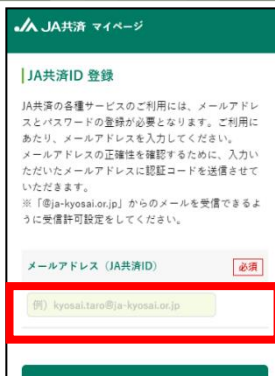 JA共済 マイページ
JA共済ID 登録
JA共済の各種サービスのご利用には、メールアドレ
スとパスワードの登録が必要となります。ご利用に
あたり、メールアドレスを入力してください。
メールアドレスの正確性を確認するために、入力い
ただいたメールアドレスに認証コードを送信させて
いただきます。
※「@ja-kyosai.or.jp」からのメールを受信できるよ
うに受信許可設定をしてください。
メールアドレス（JA共済ID） 必須
例）kyosai.taro@ja-kyosai.or.jp